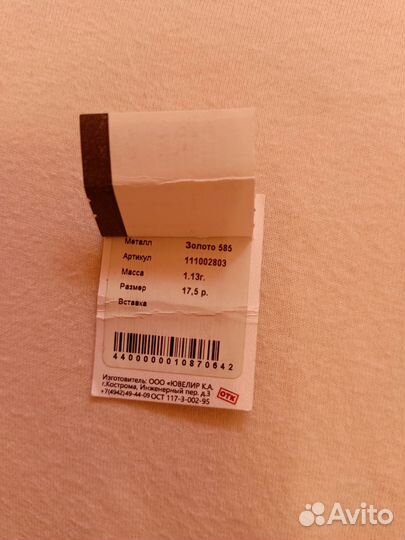 Металл Золото 585
Артикул 111002803
Масса 1.13г.
Размер 17,5 р.
Вставка
4400000010870642
Изготовитель: ООО «ЮВЕЛИР К.А.
г.Кострома, Инженерный пер. д.3
+7(4942)49-44-09 ОСТ 117-3-002-95
ОТК
Avito